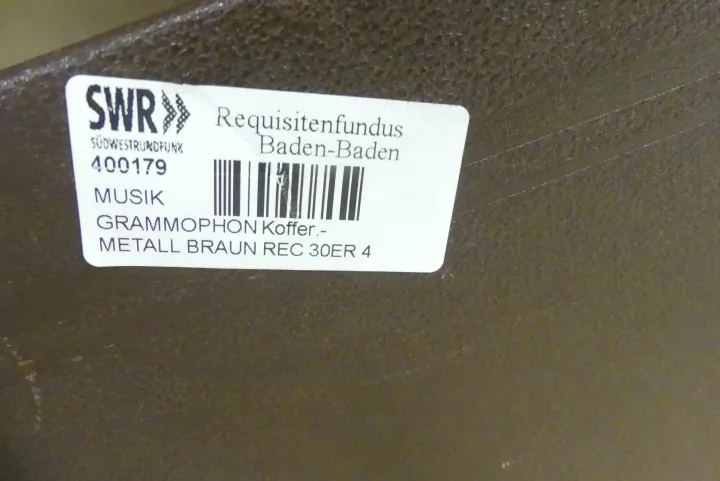 SWR
SÜDWESTRUNDFUNK
Requisitenfundus
Baden-Baden
400179
MUSIK
GRAMMOPHON Koffer.-
METALL BRAUN REC 30ER 4